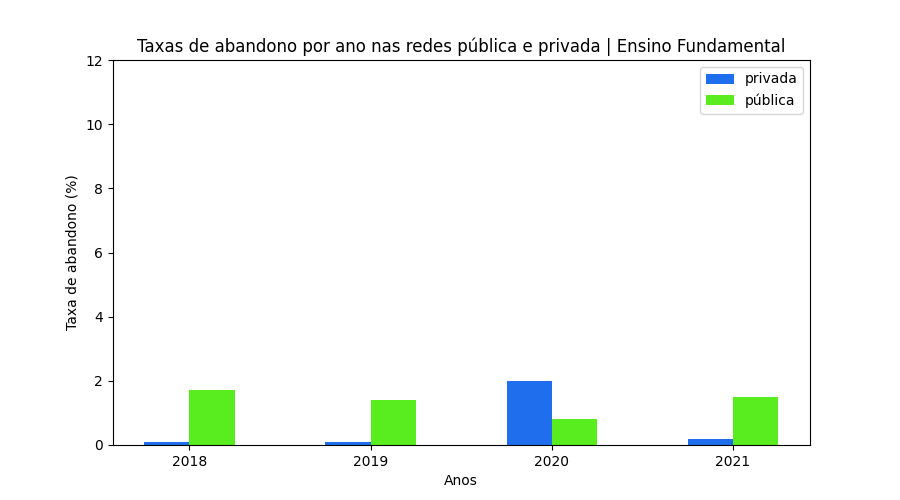 Taxas de abandono por ano nas redes pública e privada | Ensino Fundamental
privada
pública
Taxa de abandono (%)
12
10
8
6
4
2
0
2018 2019 2020 2021
Anos